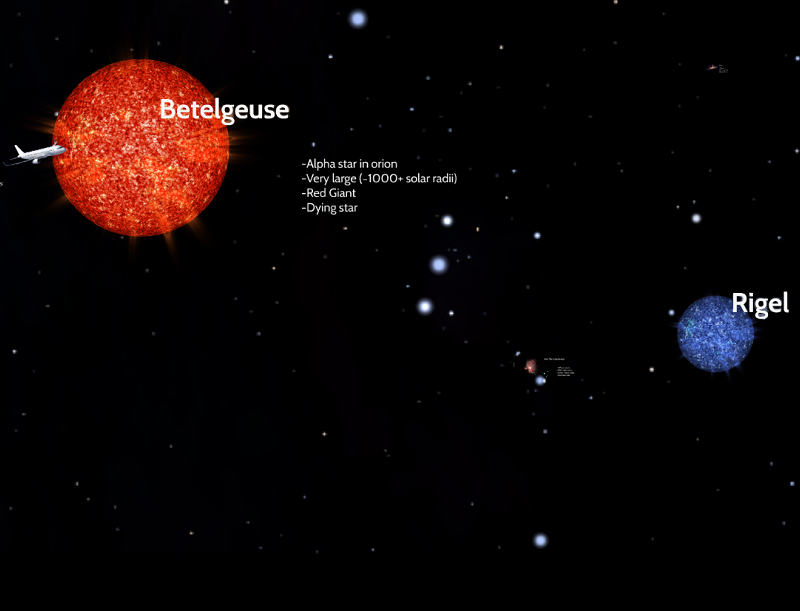 Betelgeuse
-Alpha star in orion
-Very large (~1000+ solar radii)
-Red Giant
-Dying star
Rigel